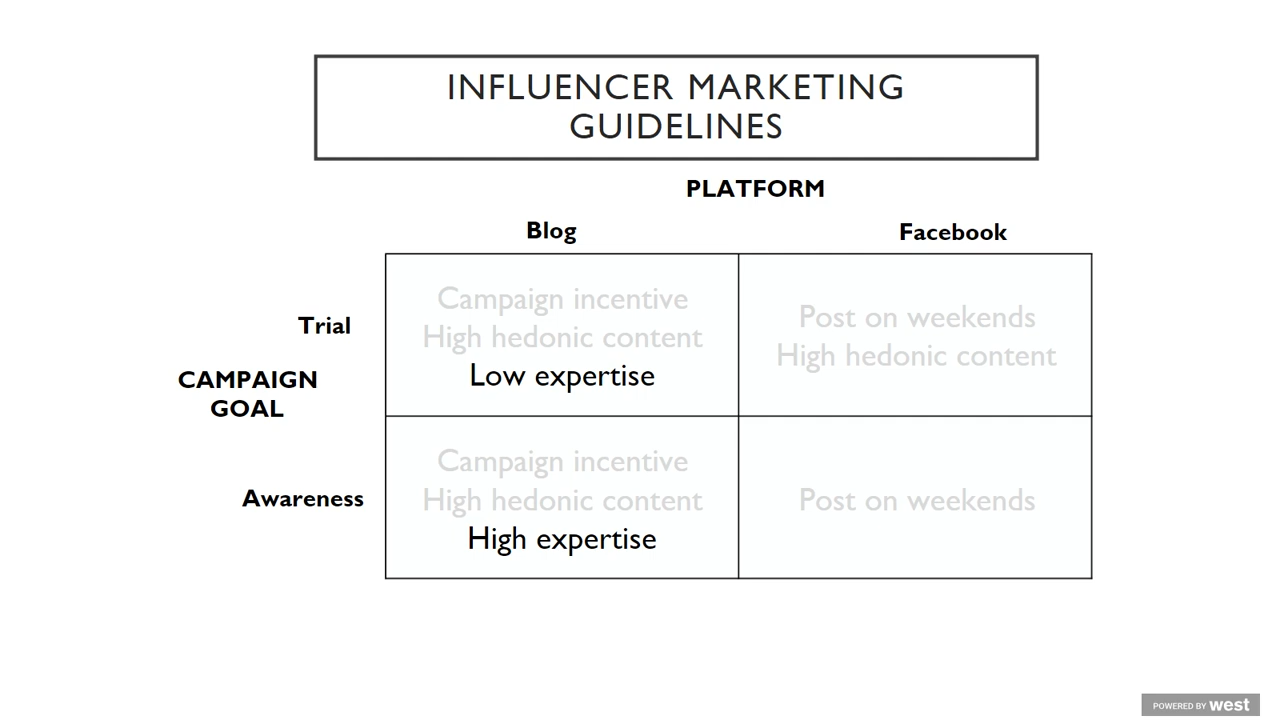 INFLUENCER MARKETING
GUIDELINES
PLATFORM
Blog
Facebook
Trial
CAMPAIGN
GOAL
Awareness
Campaign incentive
High hedonic content
Low expertise
Post on weekends
High hedonic content
Campaign incentive
High hedonic content
High expertise
Post on weekends
POWERED BY west